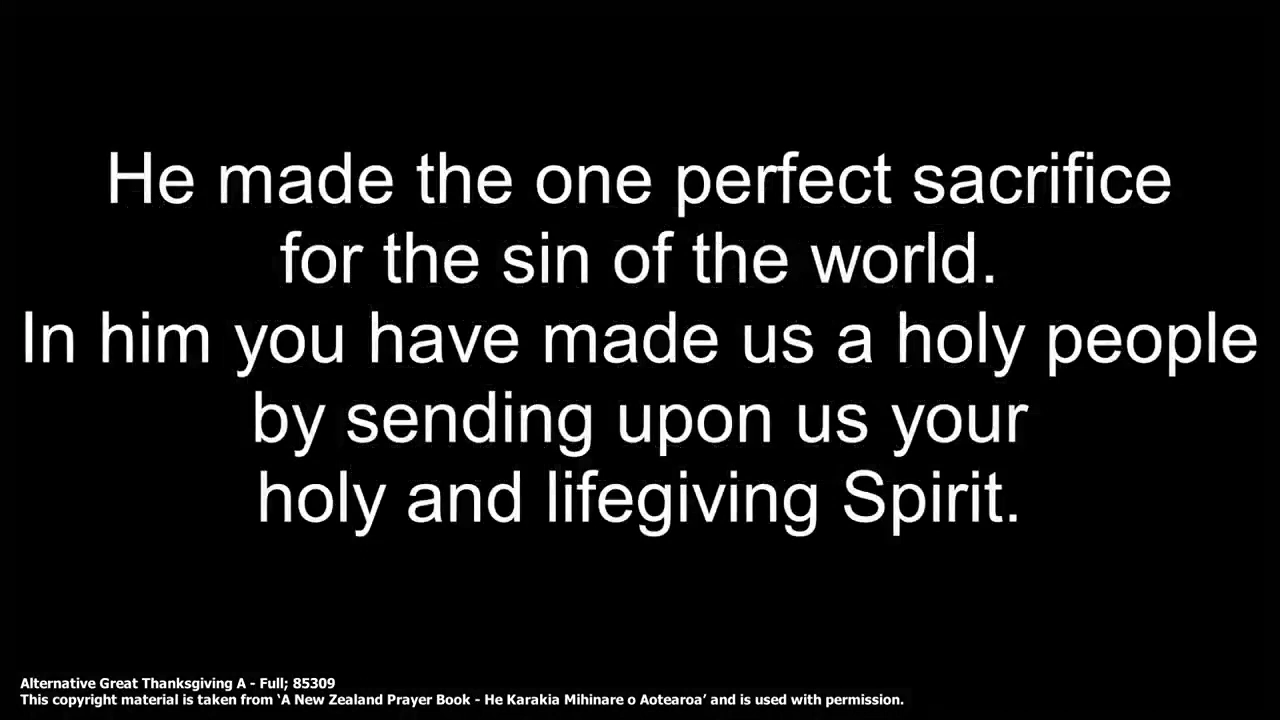 He made the one perfect sacrifice
for the sin of the world.
In him you have made us a holy people
by sending upon us your
holy and lifegiving Spirit.
Alternative Great Thanksgiving A - Full; 85309
This copyright material is taken from ‘A New Zealand Prayer Book - He Karakia Mihinare o Aotearoa’ and is used with permission.